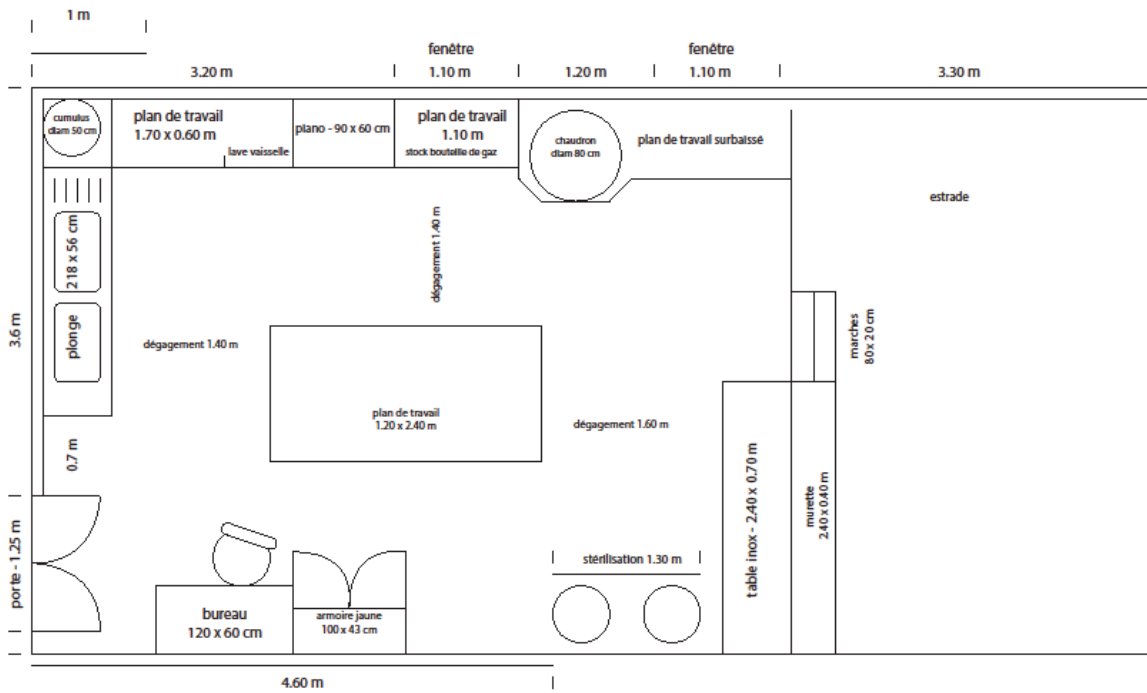 1 m
fenêtre
fenêtre
3.20 m
1.10 m
1.20 m
1.10 m
3.30 m
cumulus
diam 50 cm
plan de travail
1.70 x 0.60 m
lave vaisselle
plano - 90 x 60 cm
plan de travail
1.10 m
stock bouteille de gaz
chaudron
diam 80 cm
plan de travail surbaissé
estrade
218 x 56 cm
plonge
dégagement 1.40 m
3.6 m
dégagement 1.40 m
marches
80 x 20 cm
plan de travail
1.20 x 2.40 m
dégagement 1.60 m
0.7 m
table inox - 2.40 x 0.70 m
murette
2.40 x 0.40 m
porte - 1.25 m
stérilisation 1.30 m
bureau
120 x 60 cm
armoire jaune
100 x 43 cm
4.60 m